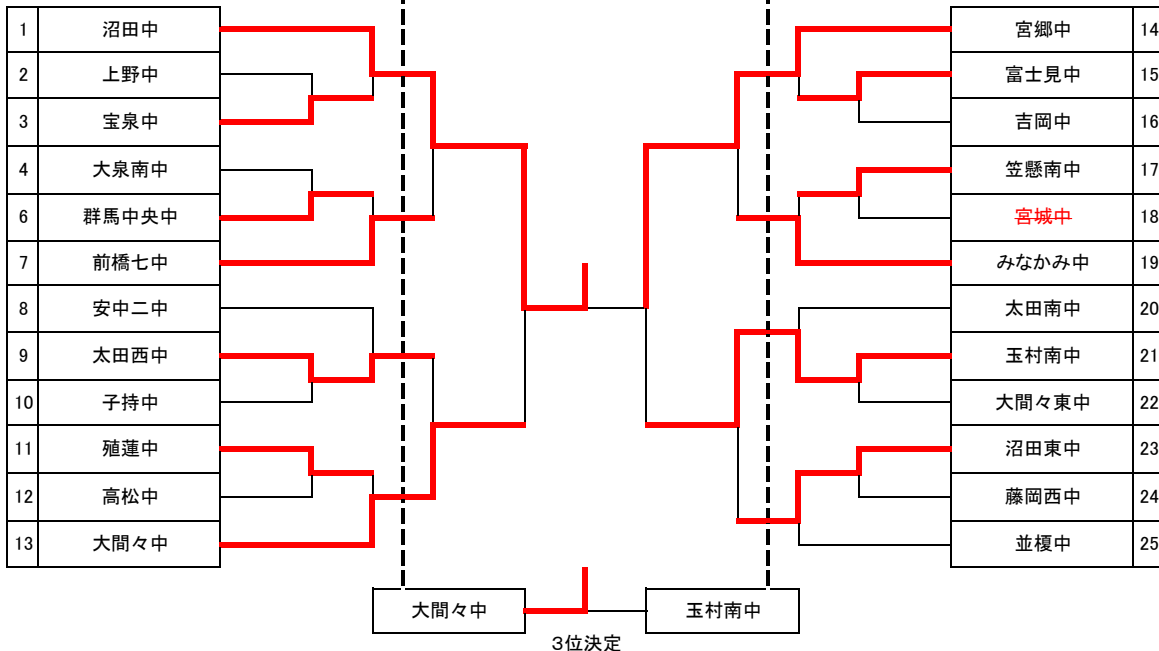 1 沼田中
2 上野中
3 宝泉中
4 大泉南中
6 群馬中央中
7 前橋七中
8 安中二中
9 太田西中
10 子持中
11 殖蓮中
12 高松中
13 大間々中
宮郷中 14
富士見中 15
吉岡中 16
笠懸南中 17
宮城中 18
みなかみ中 19
太田南中 20
玉村南中 21
大間々東中 22
沼田東中 23
藤岡西中 24
並榎中 25
大間々中
玉村南中
3位決定